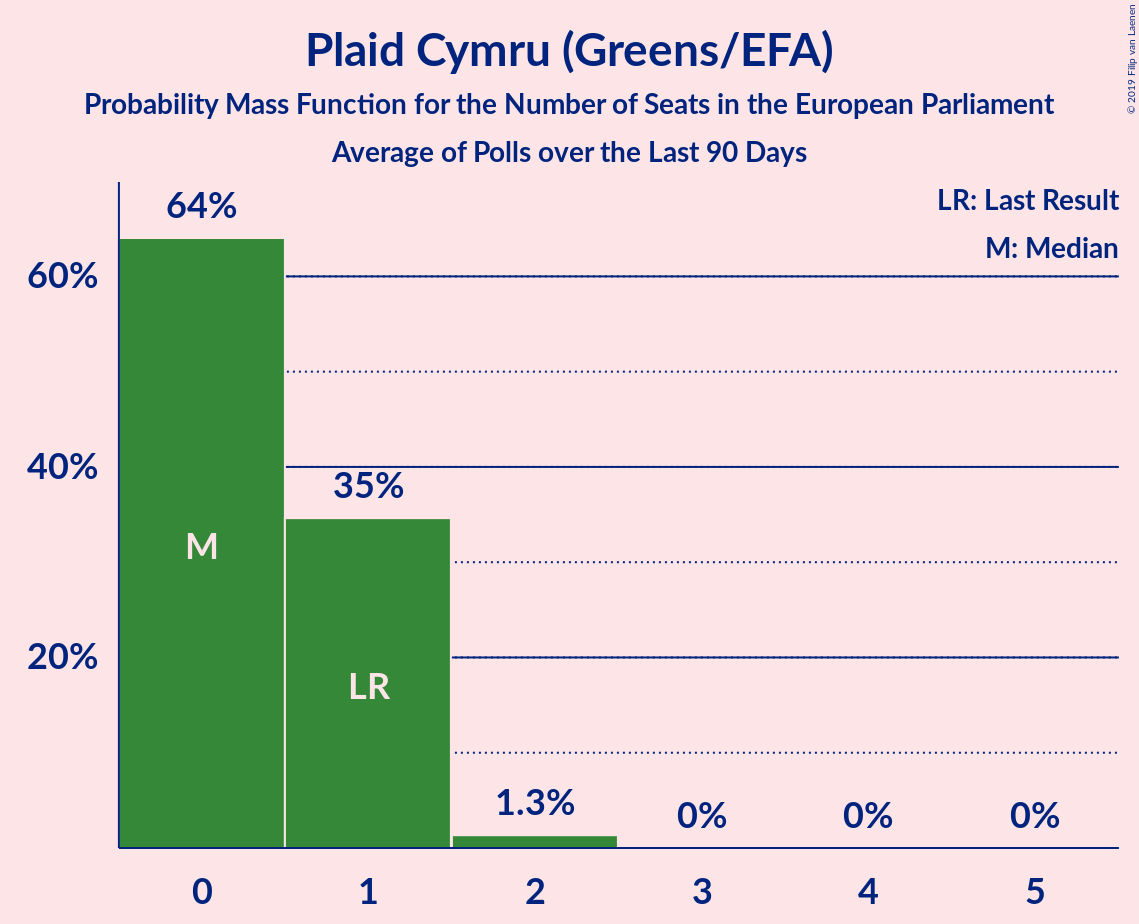 Plaid Cymru (Greens/EFA)
Probability Mass Function for the Number of Seats in the European Parliament
Average of Polls over the Last 90 Days
© 2019 Filip van Laenen
LR: Last Result
M: Median
64%
60%
40%
35%
M
LR
20%
1.3%
0%
0%
0%
0
1
2
3
4
5